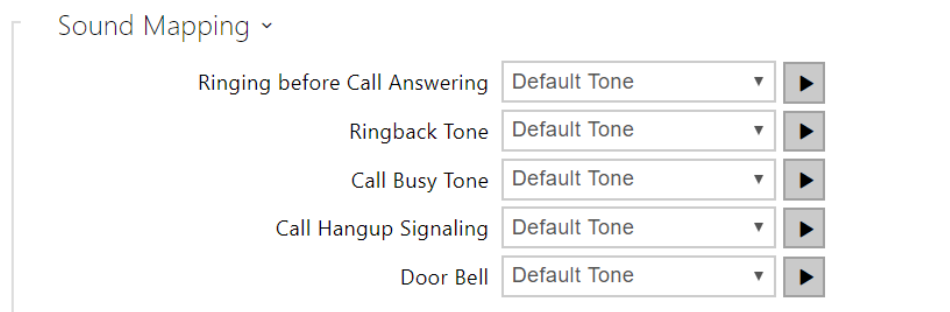 Sound Mapping
Ringing before Call Answering Default Tone
Ringback Tone Default Tone
Call Busy Tone Default Tone
Call Hangup Signaling Default Tone
Door Bell Default Tone